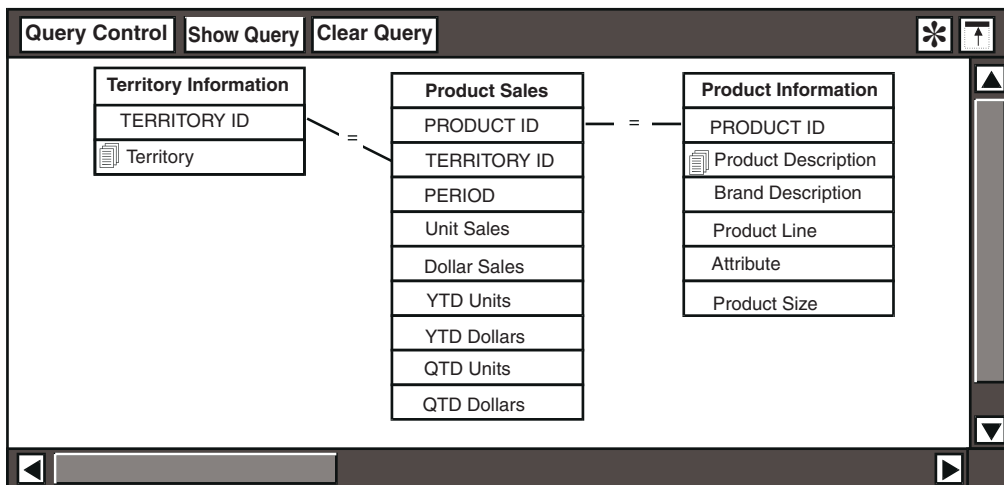 Query Control Show Query Clear Query
Territory Information
TERRITORY ID
Territory
=
Product Sales
PRODUCT ID
TERRITORY ID
PERIOD
Unit Sales
Dollar Sales
YTD Units
YTD Dollars
QTD Units
QTD Dollars
=
Product Information
PRODUCT ID
Product Description
Brand Description
Product Line
Attribute
Product Size